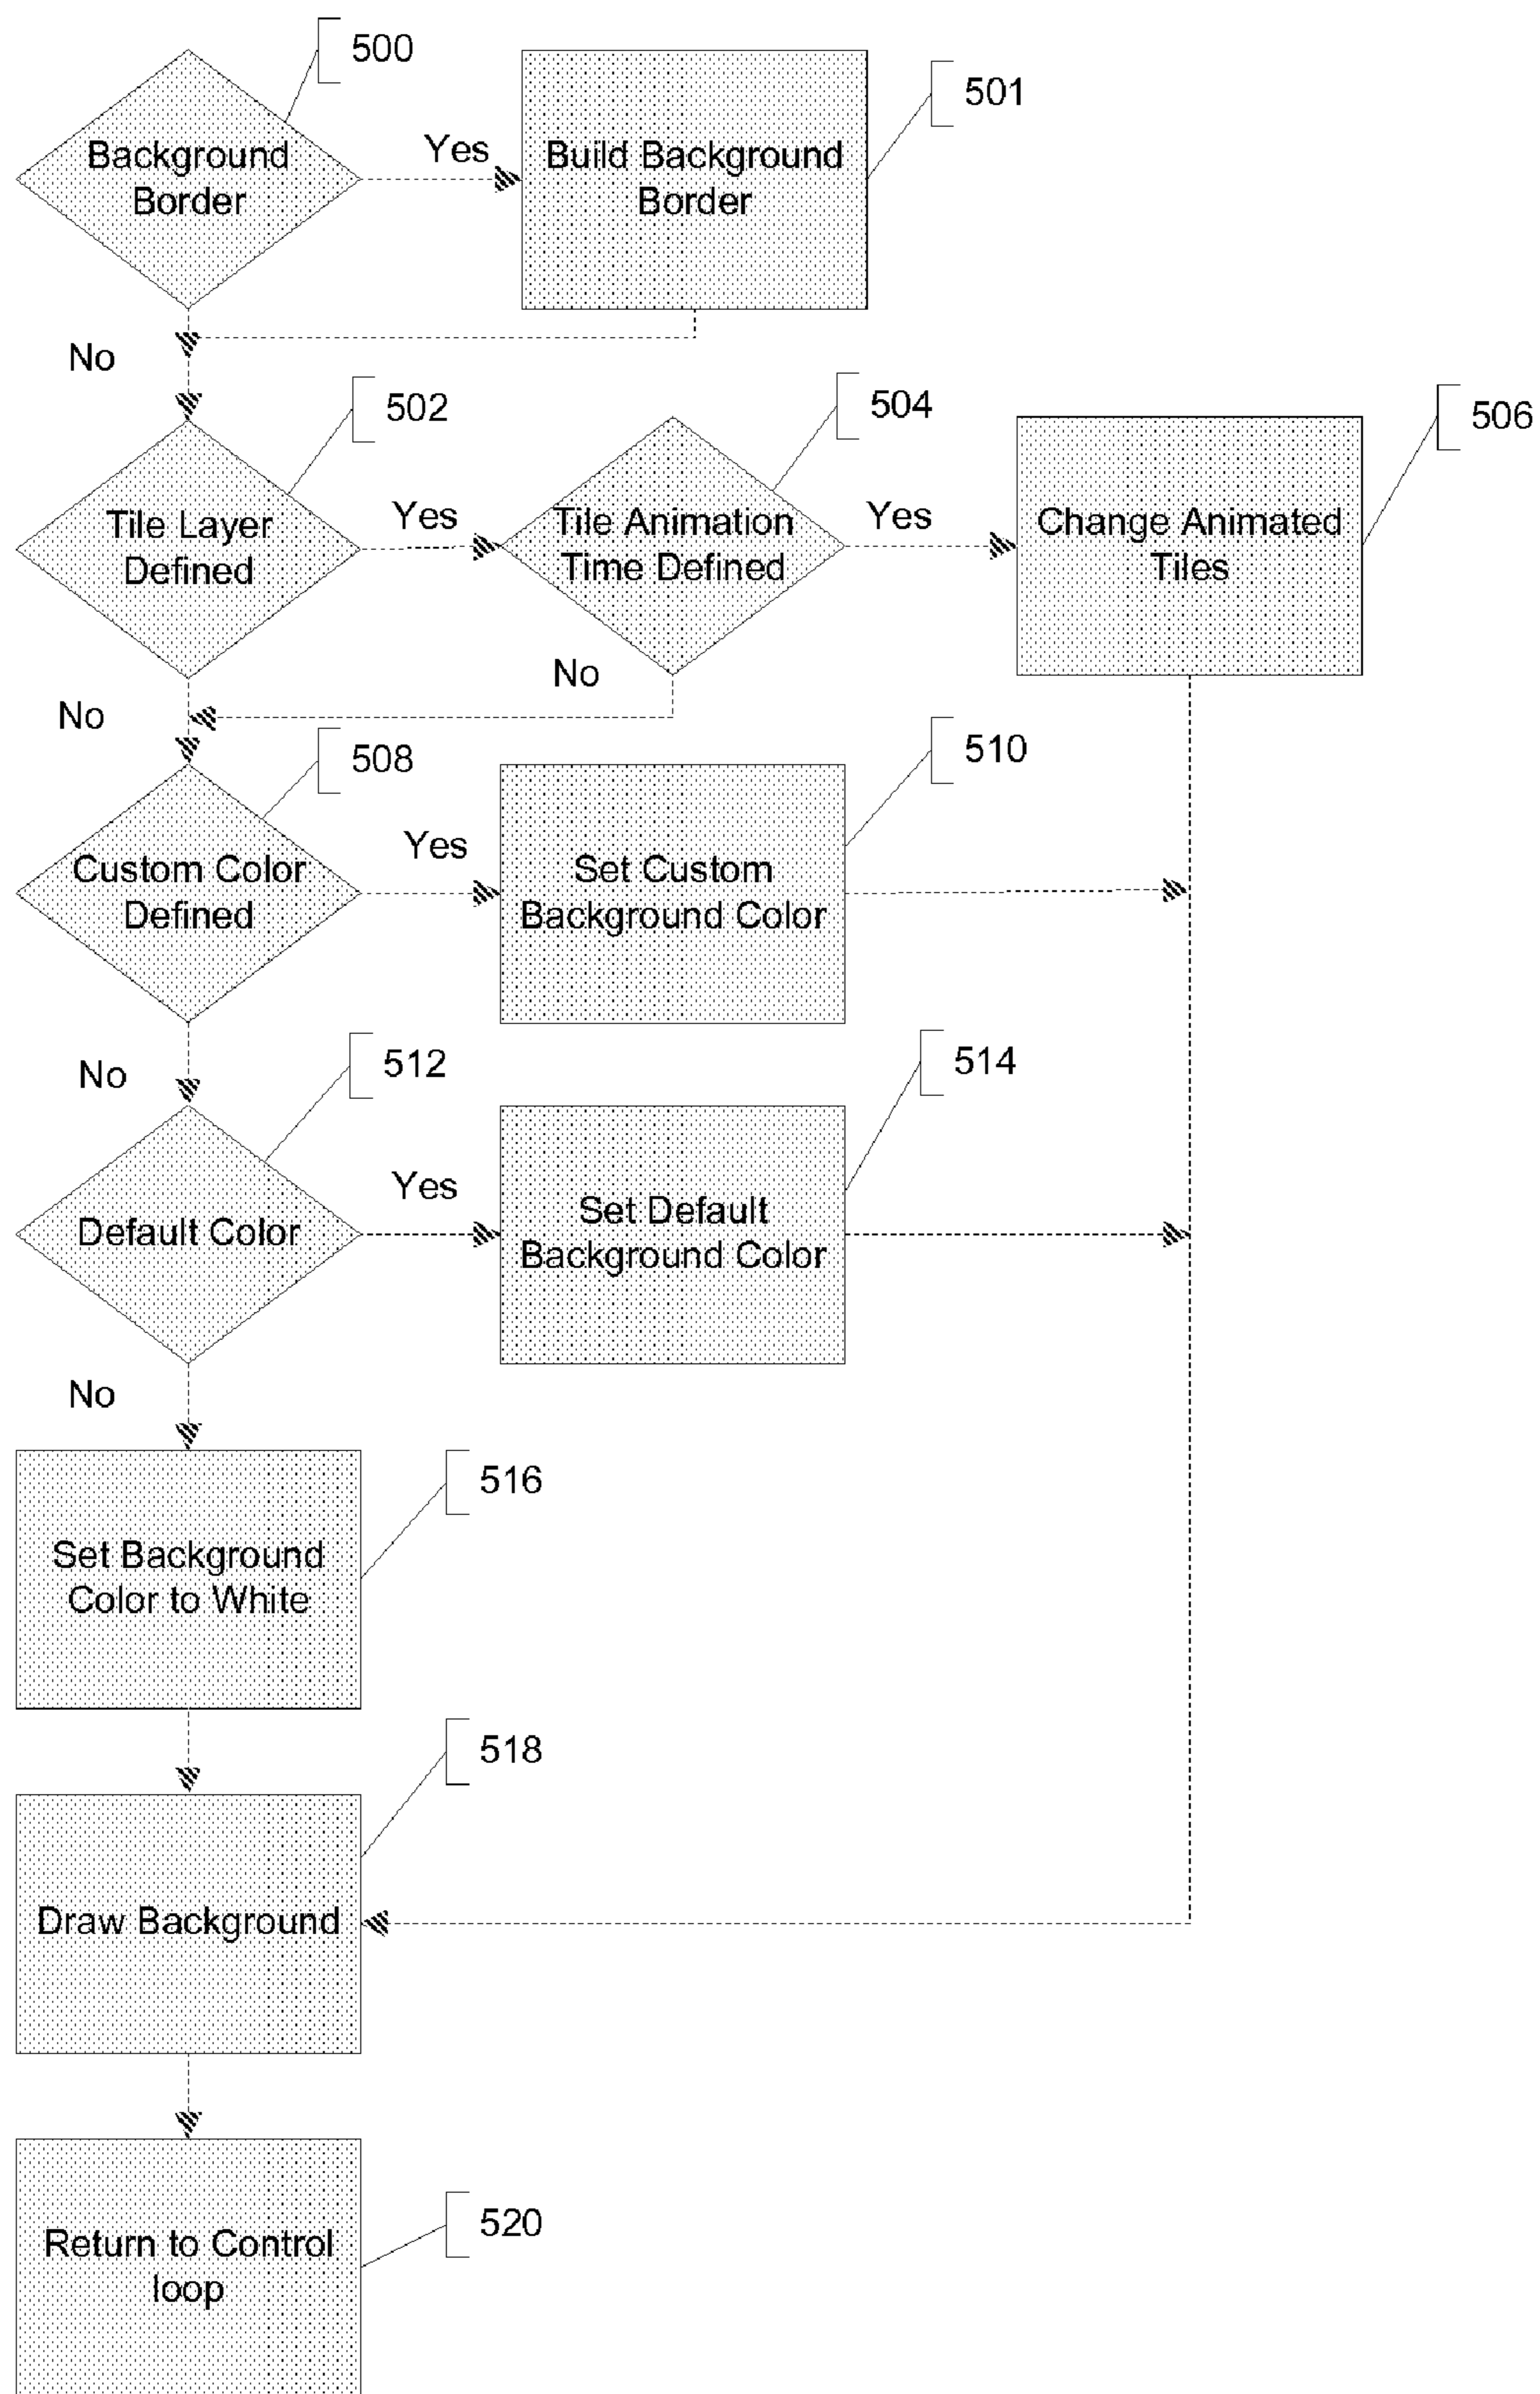 500
501
Background
Border
Yes
Build Background
Border
No
502
504
506
Tile Layer
Defined
Yes
Tile Animation
Time Defined
Yes
Change Animated
Tiles
No
No
508
510
Custom Color
Defined
Yes
Set Custom
Background Color
No
512
514
Default Color
Yes
Set Default
Background Color
No
516
Set Background
Color to White
518
Draw Background
520
Return to Control
loop